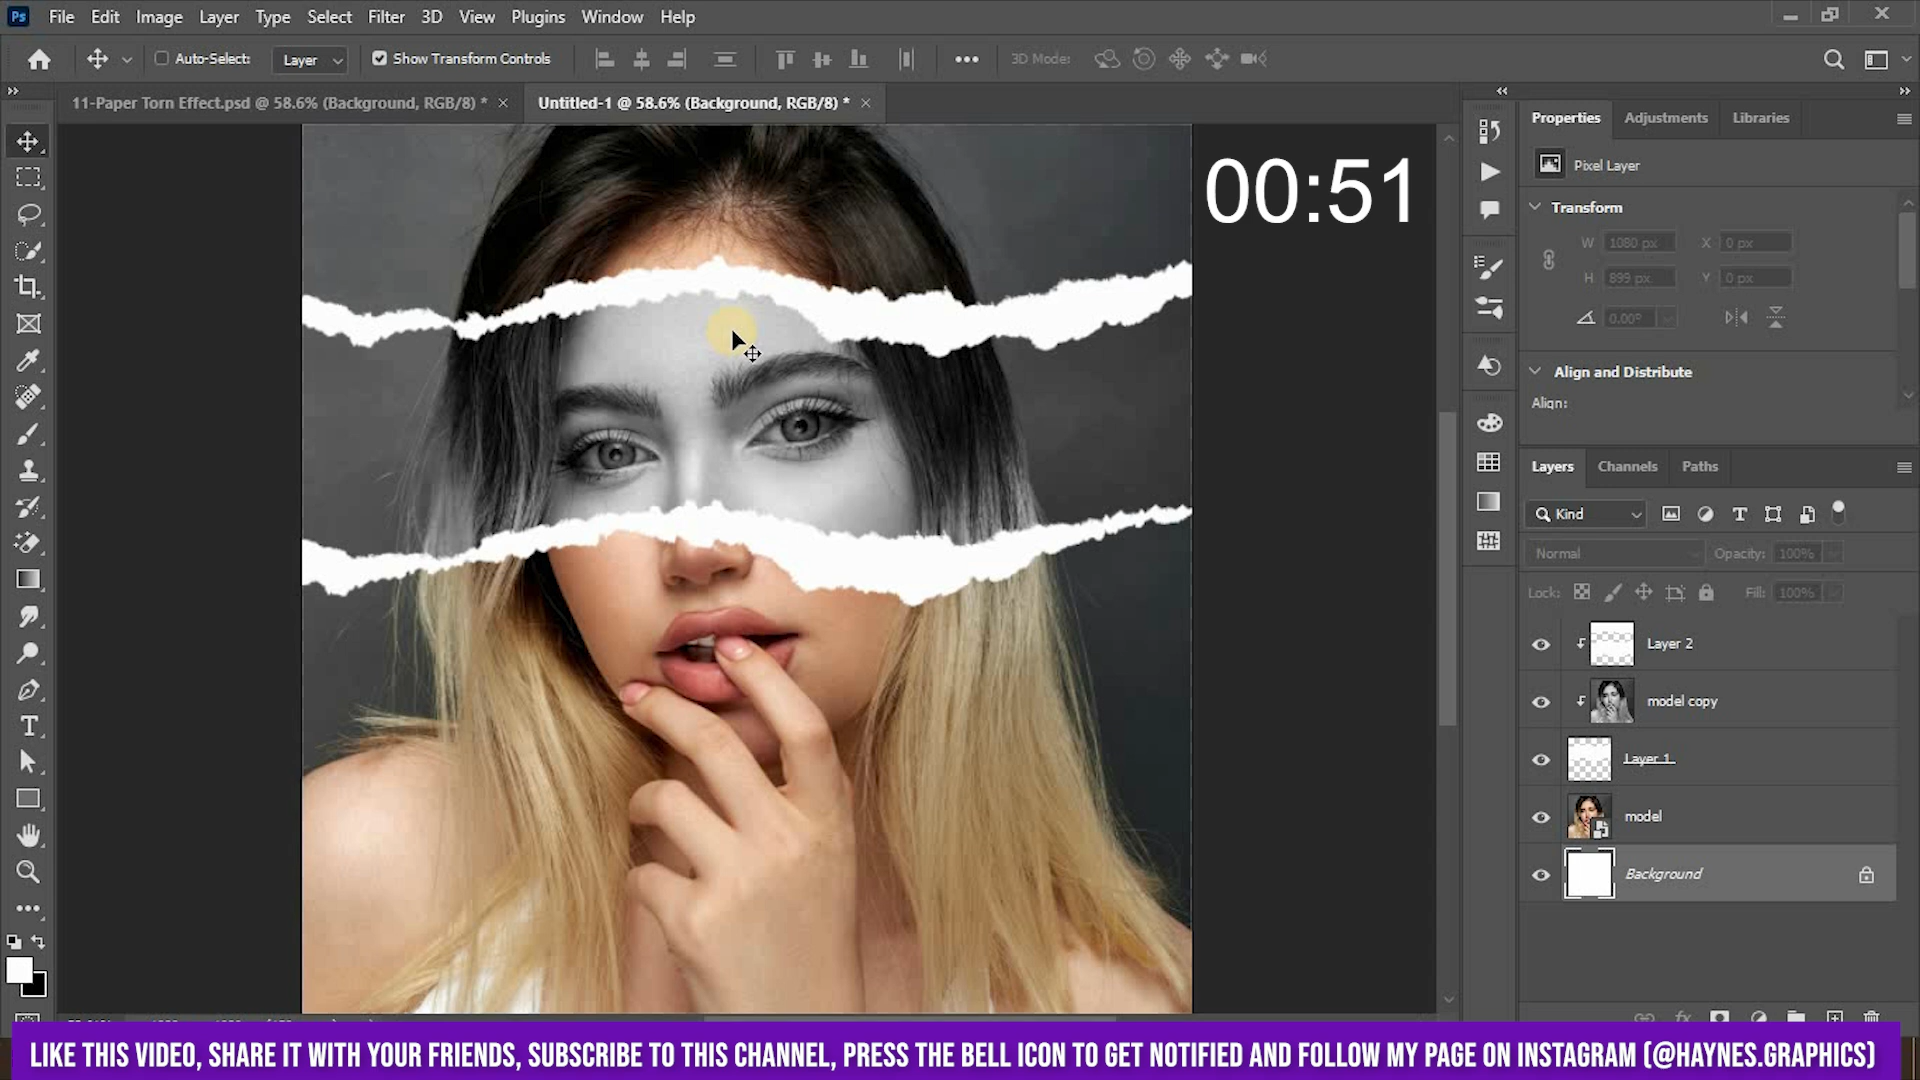 Ps File Edit Image Layer Type Select Filter 3D View Plugins Window Help
Auto-Select: Layer Show Transform Controls 3D Mode:
11-Paper Torn Effect.psd @ 58.6% (Background, RGB/8) * Untitled-1 @ 58.6% (Background, RGB/8) *
00:51
Properties Adjustments Libraries
Pixel Layer
Transform
W 1080 px X 0 px
H 899 px Y 0 px
0.00°
Align and Distribute
Align:
Layers Channels Paths
Kind
Normal Opacity: 100%
Lock: Fill: 100%
Layer 2
model copy
Layer 1
model
Background
LIKE THIS VIDEO, SHARE IT WITH YOUR FRIENDS, SUBSCRIBE TO THIS CHANNEL, PRESS THE BELL ICON TO GET NOTIFIED AND FOLLOW MY PAGE ON INSTAGRAM (@HAYNES.GRAPHICS)